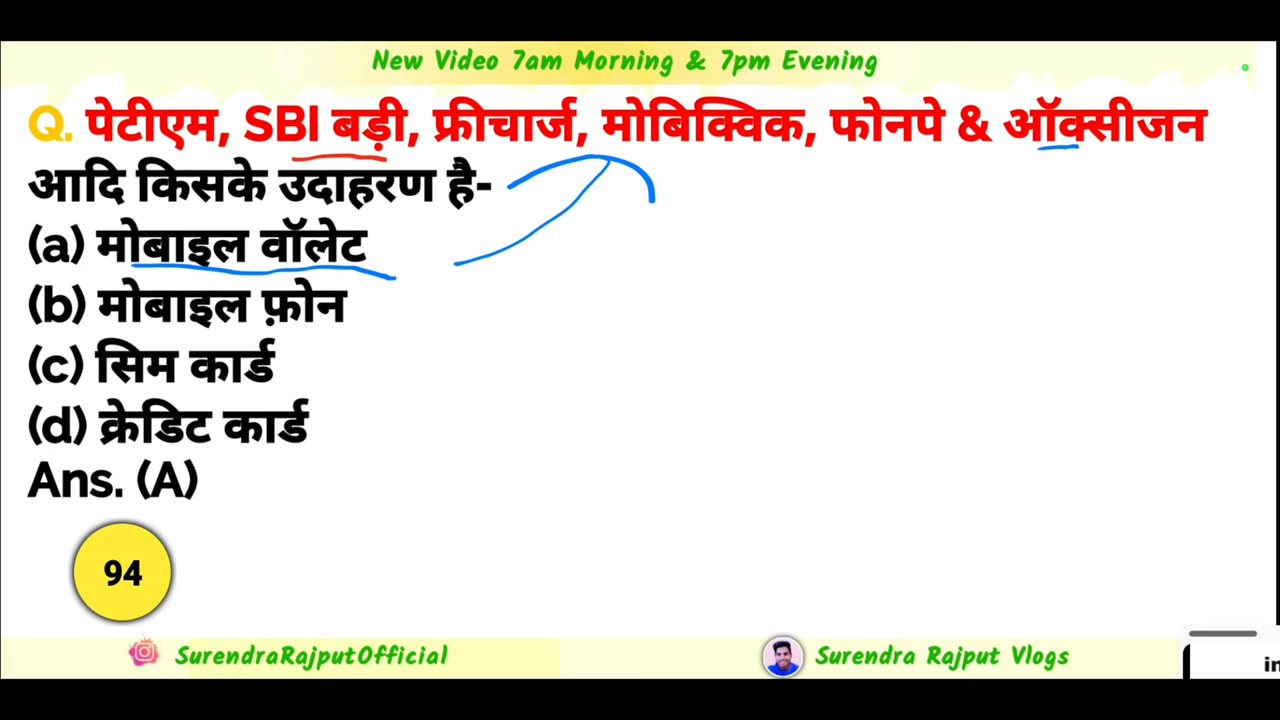 New Video 7am Morning & 7pm Evening
Q. पेटीएम, SBI बड़ी, फ्रीचार्ज, मोबिक्विक, फोनपे & ऑक्सीजन
आदि किसके उदाहरण है-
(a) मोबाइल वॉलेट
(b) मोबाइल फ़ोन
(c) सिम कार्ड
(d) क्रेडिट कार्ड
Ans. (A)
94
SurendraRajputOfficial
Surendra Rajput Vlogs
in